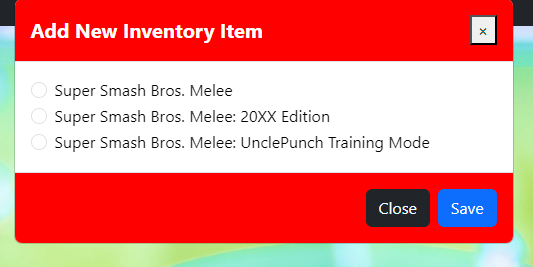 Add New Inventory Item ×
Super Smash Bros. Melee
Super Smash Bros. Melee: 20XX Edition
Super Smash Bros. Melee: UnclePunch Training Mode
Close Save